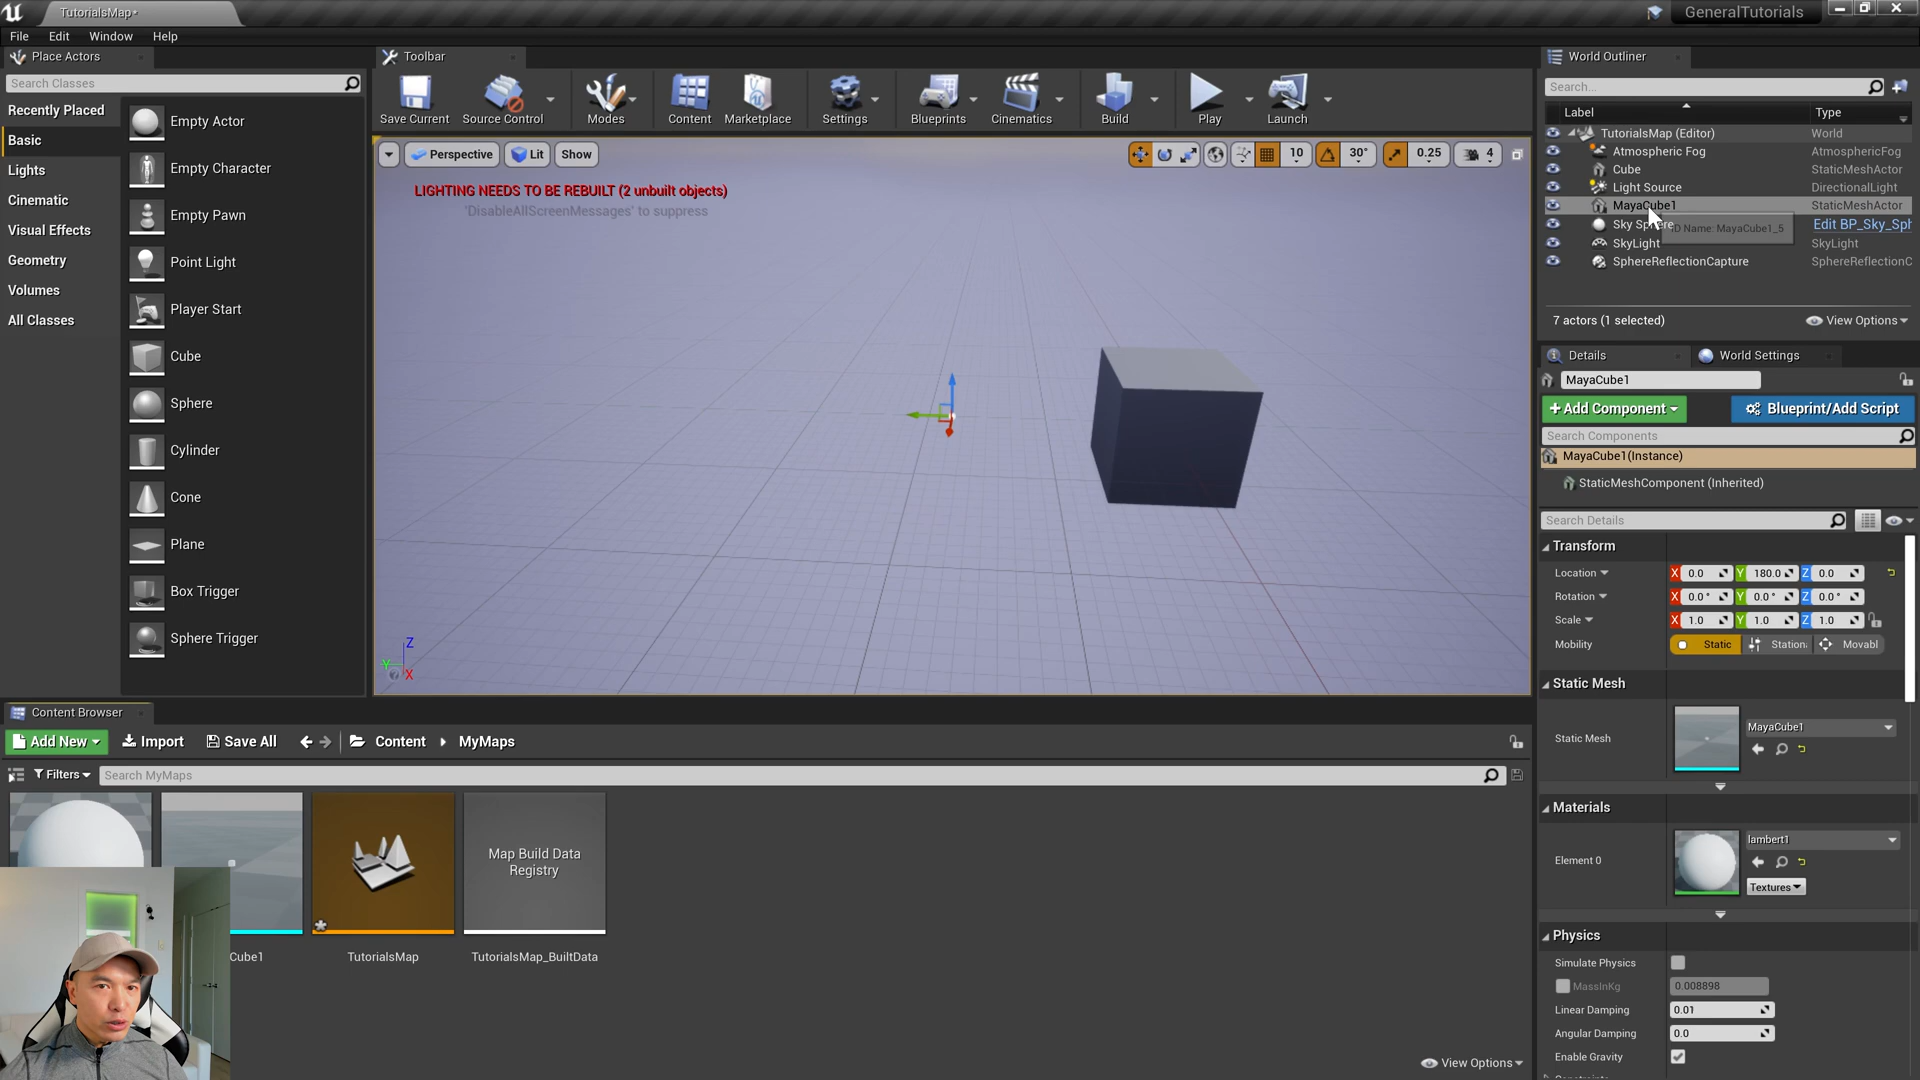 TutorialsMap*
GeneralTutorials
File Edit Window Help
Place Actors
Search Classes
Recently Placed
Basic
Lights
Cinematic
Visual Effects
Geometry
Volumes
All Classes
Empty Actor
Empty Character
Empty Pawn
Point Light
Player Start
Cube
Sphere
Cylinder
Cone
Plane
Box Trigger
Sphere Trigger
Toolbar
Save Current Source Control Modes Content Marketplace Settings Blueprints Cinematics Build Play Launch
Perspective Lit Show 10 30° 0.25 4
LIGHTING NEEDS TO BE REBUILT (2 unbuilt objects)
'DisableAllScreenMessages' to suppress
Z
Y
X
World Outliner
Search...
Label Type
TutorialsMap (Editor) World
Atmospheric Fog AtmosphericFog
Cube StaticMeshActor
Light Source DirectionalLight
MayaCube1 StaticMeshActor
Sky Sphere Edit BP_Sky_Sph
ID Name: MayaCube1_5
SkyLight SkyLight
SphereReflectionCapture SphereReflectionC
7 actors (1 selected) View Options
Details World Settings
MayaCube1
+Add Component Blueprint/Add Script
Search Components
MayaCube1(Instance)
StaticMeshComponent (Inherited)
Search Details
Transform
Location X 0.0 Y 180.0 Z 0.0
Rotation X 0.0° Y 0.0° Z 0.0°
Scale X 1.0 Y 1.0 Z 1.0
Mobility Static Station Movabl
Static Mesh
Static Mesh MayaCube1
Materials
Element 0 lambert1
Textures
Physics
Simulate Physics
MassInKg 0.008898
Linear Damping 0.01
Angular Damping 0.0
Enable Gravity
Content Browser
Add New Import Save All Content MyMaps
Filters Search MyMaps
Map Build Data
Registry
Cube1 TutorialsMap TutorialsMap_BuiltData
View Options